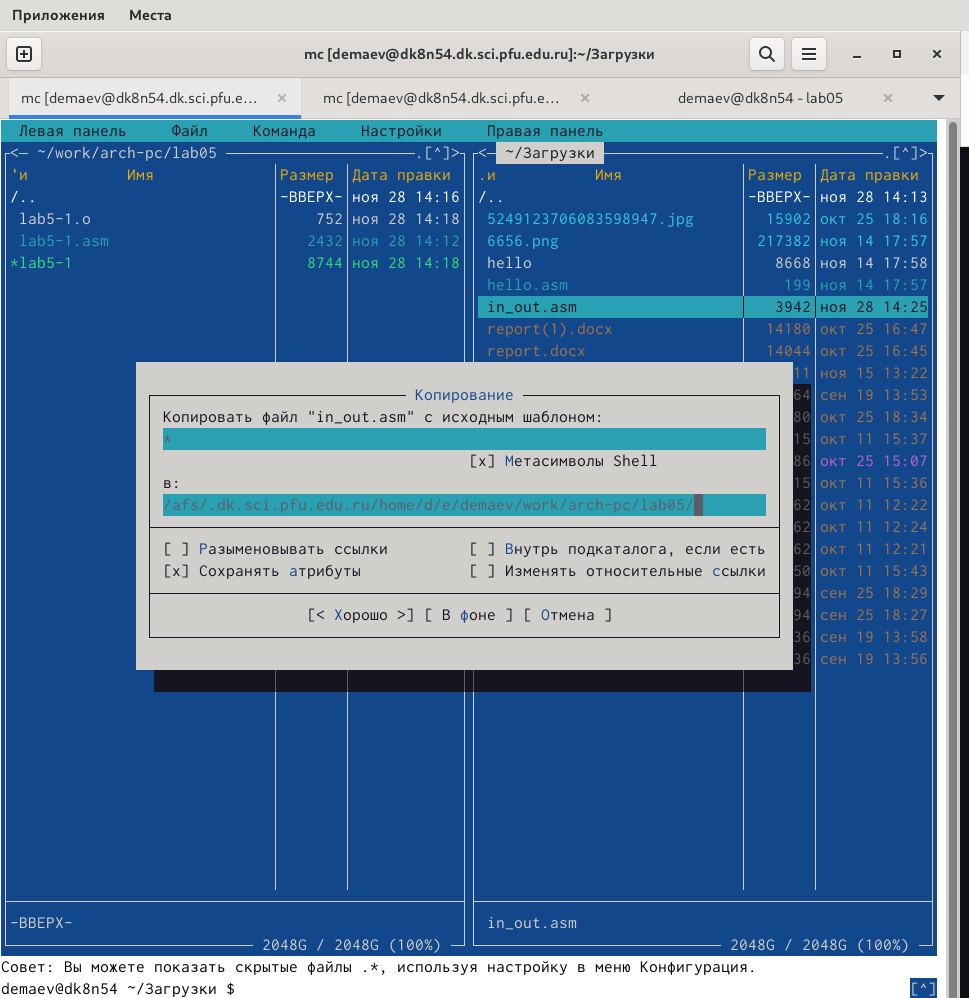 Приложения Места
mc [demaev@dk8n54.dk.sci.pfu.edu.ru]:~/Загрузки
mc [demaev@dk8n54.dk.sci.pfu.e… mc [demaev@dk8n54.dk.sci.pfu.e… demaev@dk8n54 - lab05
Левая панель Файл Команда Настройки Правая панель
<– ~/work/arch-pc/lab05 .[^]> <– ~/Загрузки .[^]>
'и Имя Размер Дата правки .и Имя Размер Дата правки
/.. –ВВЕРХ– ноя 28 14:16 /.. –ВВЕРХ– ноя 28 14:13
lab5-1.o 752 ноя 28 14:18 5249123706083598947.jpg 15902 окт 25 18:16
lab5-1.asm 2432 ноя 28 14:12 6656.png 217382 ноя 14 17:57
*lab5-1 8744 ноя 28 14:18 hello 8668 ноя 14 17:58
hello.asm 199 ноя 14 17:57
in_out.asm 3942 ноя 28 14:25
report(1).docx 14180 окт 25 16:47
report.docx 14044 окт 25 16:45
11 ноя 15 13:22
Копирование 64 сен 19 13:53
Копировать файл "in_out.asm" с исходным шаблоном: 80 окт 25 18:34
* 15 окт 11 15:37
[x] Метасимволы Shell 86 окт 25 15:07
в: 15 окт 11 15:36
/afs/.dk.sci.pfu.edu.ru/home/d/e/demaev/work/arch-pc/lab05/ 62 окт 11 12:22
62 окт 11 12:24
[ ] Разыменовывать ссылки [ ] Внутрь подкаталога, если есть 62 окт 11 12:21
[x] Сохранять атрибуты [ ] Изменять относительные ссылки 50 окт 11 15:43
94 сен 25 18:29
[< Хорошо >] [ В фоне ] [ Отмена ] 94 сен 25 18:27
36 сен 19 13:58
36 сен 19 13:56
–ВВЕРХ– in_out.asm
2048G / 2048G (100%) 2048G / 2048G (100%)
Совет: Вы можете показать скрытые файлы .*, используя настройку в меню Конфигурация.
demaev@dk8n54 ~/Загрузки $ [^]